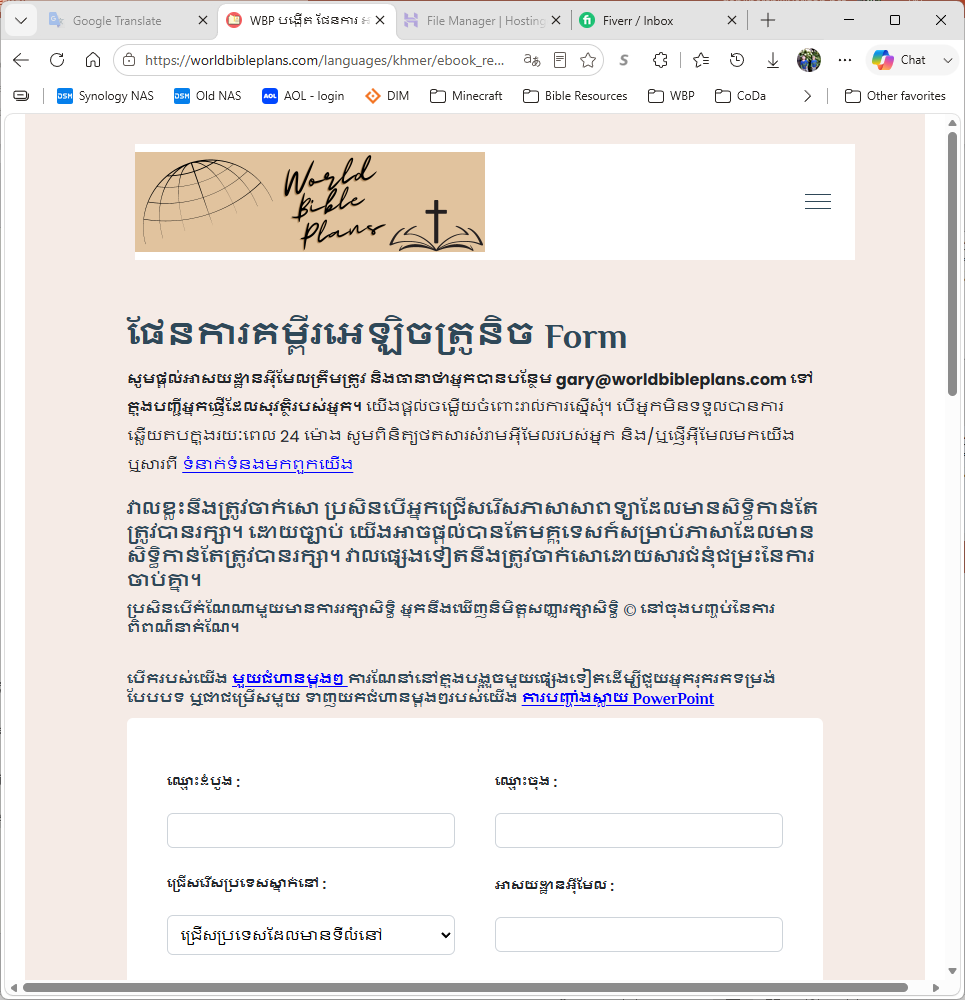 Google Translate
WBP បង្កើត ផែនការ អ
File Manager | Hosting
Fiverr / Inbox
https://worldbibleplans.com/languages/khmer/ebook_re...
Chat
Synology NAS
Old NAS
AOL - login
DIM
Minecraft
Bible Resources
WBP
CoDa
Other favorites
World
Bible
Plans
ផែនការគម្ពីរអេឡិចត្រូនិច Form
សូមផ្តល់អាសយដ្ឋានអ៊ីមែលត្រឹមត្រូវ និងធានាថាអ្នកបានបន្ថែម gary@worldbibleplans.com ទៅ
ក្នុងបញ្ជីអ្នកផ្ញើដែលសុវត្ថិរបស់អ្នក។ យើងផ្តល់ចម្លើយចំពោះរាល់ការស្នើសុំ។ បើអ្នកមិនទទួលបានការ
ឆ្លើយតបក្នុងរយៈពេល 24 ម៉ោង សូមពិនិត្យថតសារសំរាមអ៊ីមែលរបស់អ្នក និង/ឬផ្ញើអ៊ីមែលមកយើង
ឬសារពី ទំនាក់ទំនងមកពួកយើង
វាលខ្លះនឹងត្រូវចាក់សោ ប្រសិនបើអ្នកជ្រើសរើសភាសាសាពទ្យាដែលមានសិទ្ធិកាន់តែ
ត្រូវបានរក្សា។ ដោយច្បាប់ យើងអាចផ្តល់បានតែមគ្គុទេសក៍សម្រាប់ភាសាដែលមាន
សិទ្ធិកាន់តែត្រូវបានរក្សា។ វាលផ្សេងទៀតនឹងត្រូវចាក់សោដោយសារជំនុំជម្រះនៃការ
ចាប់គ្នា។
ប្រសិនបើកំណែណាមួយមានការរក្សាសិទ្ធិ អ្នកនឹងឃើញនិមិត្តសញ្ញារក្សាសិទ្ធិ © នៅចុងបញ្ចប់នៃការ
ពិពណ៌នាកំណែ។
បើករបស់យើង មួយជំហានម្តងៗ ការណែនាំនៅក្នុងបង្អួចមួយផ្សេងទៀតដើម្បីជួយអ្នករុករកទម្រង់
បែបបទ ឬជាជម្រើសមួយ ទាញយកជំហានម្តងៗរបស់យើង ការបញ្ចាំងស្លាយ PowerPoint
ឈ្មោះដំបូង :
ឈ្មោះចុង :
ជ្រើសរើសប្រទេសស្នាក់នៅ :
អាសយដ្ឋានអ៊ីមែល :
ជ្រើសប្រទេសដែលមានទីលំនៅ